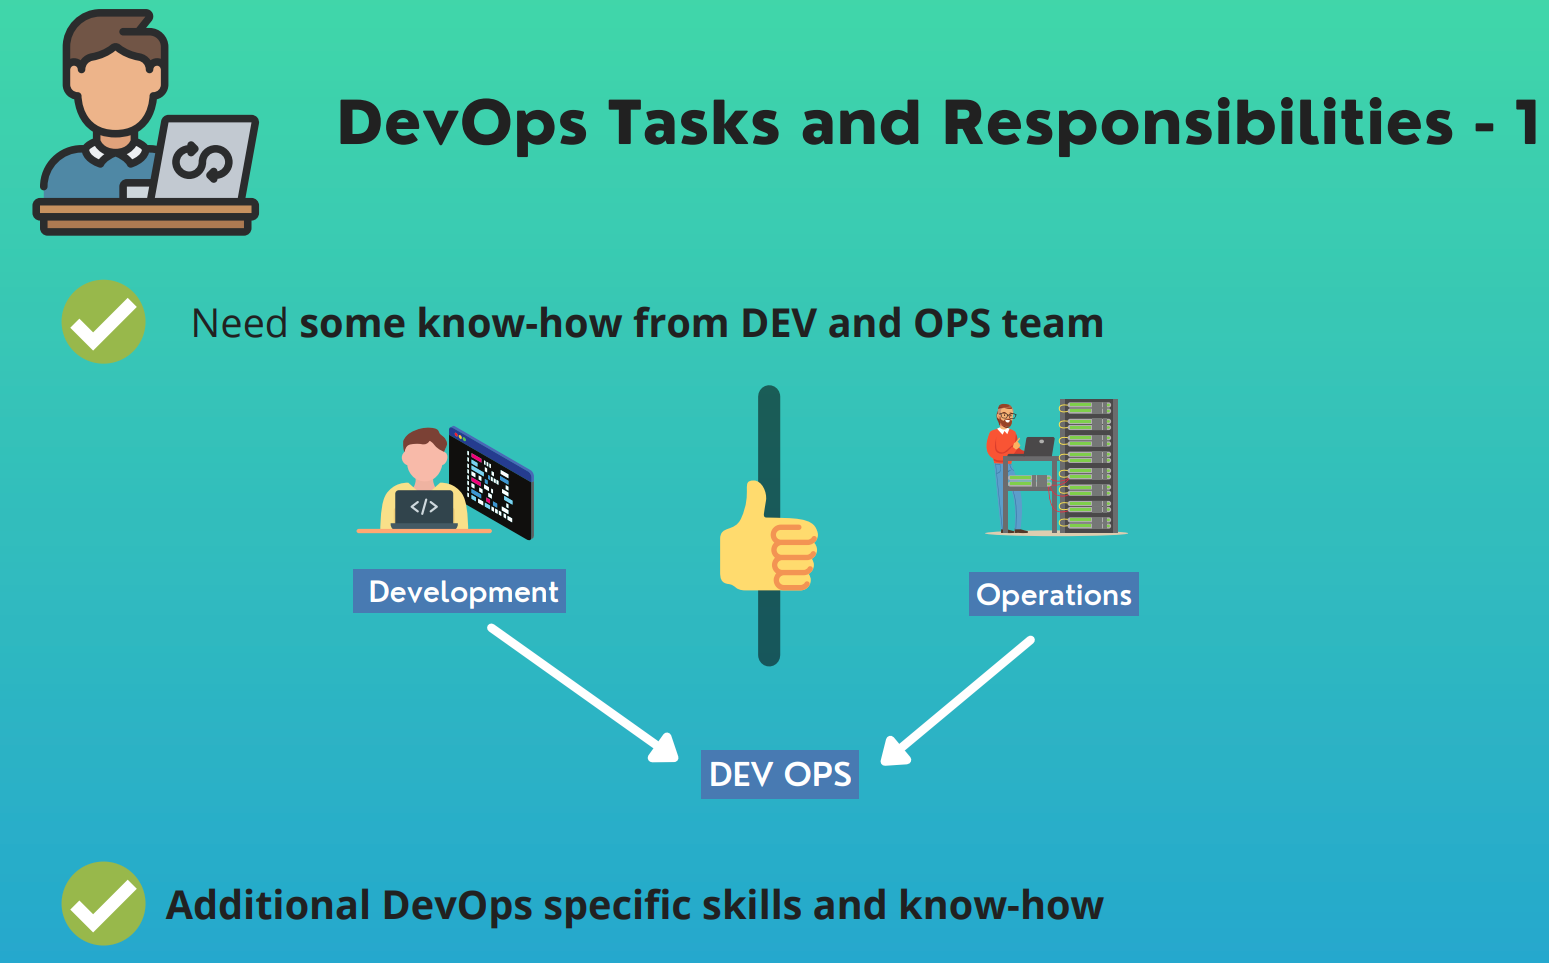 DevOps Tasks and Responsibilities - 1
Need some know-how from DEV and OPS team
</>
Development
Operations
DEV OPS
Additional DevOps specific skills and know-how